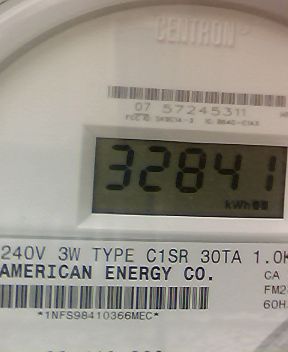 CENTRON
07 57245311
32841
kWh
240V 3W TYPE C1SR 30TA 1.0K
AMERICAN ENERGY CO.
CA
FM2
60H
*1NFS98410366MEC*